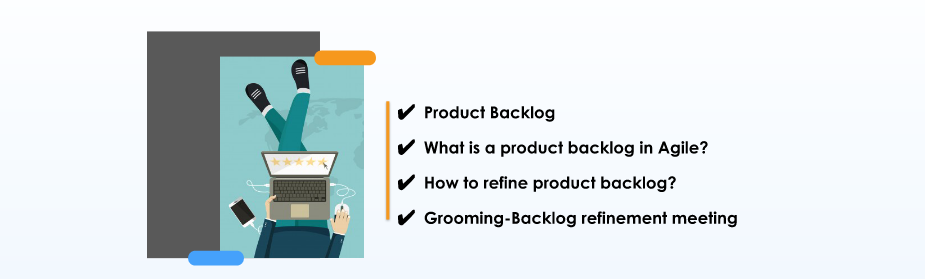 Product Backlog
What is a product backlog in Agile?
How to refine product backlog?
Grooming-Backlog refinement meeting